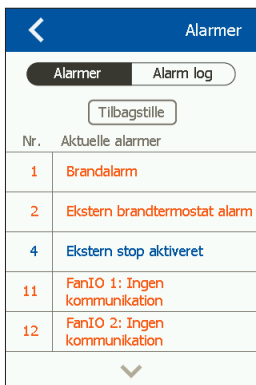 Alarmer
Alarmer
Alarm log
Tilbagstille
Nr. Aktuelle alarmer
1 Brandalarm
2 Ekstern brandtermostat alarm
4 Ekstern stop aktiveret
11 FanIO 1: Ingen
kommunikation
12 FanIO 2: Ingen
kommunikation